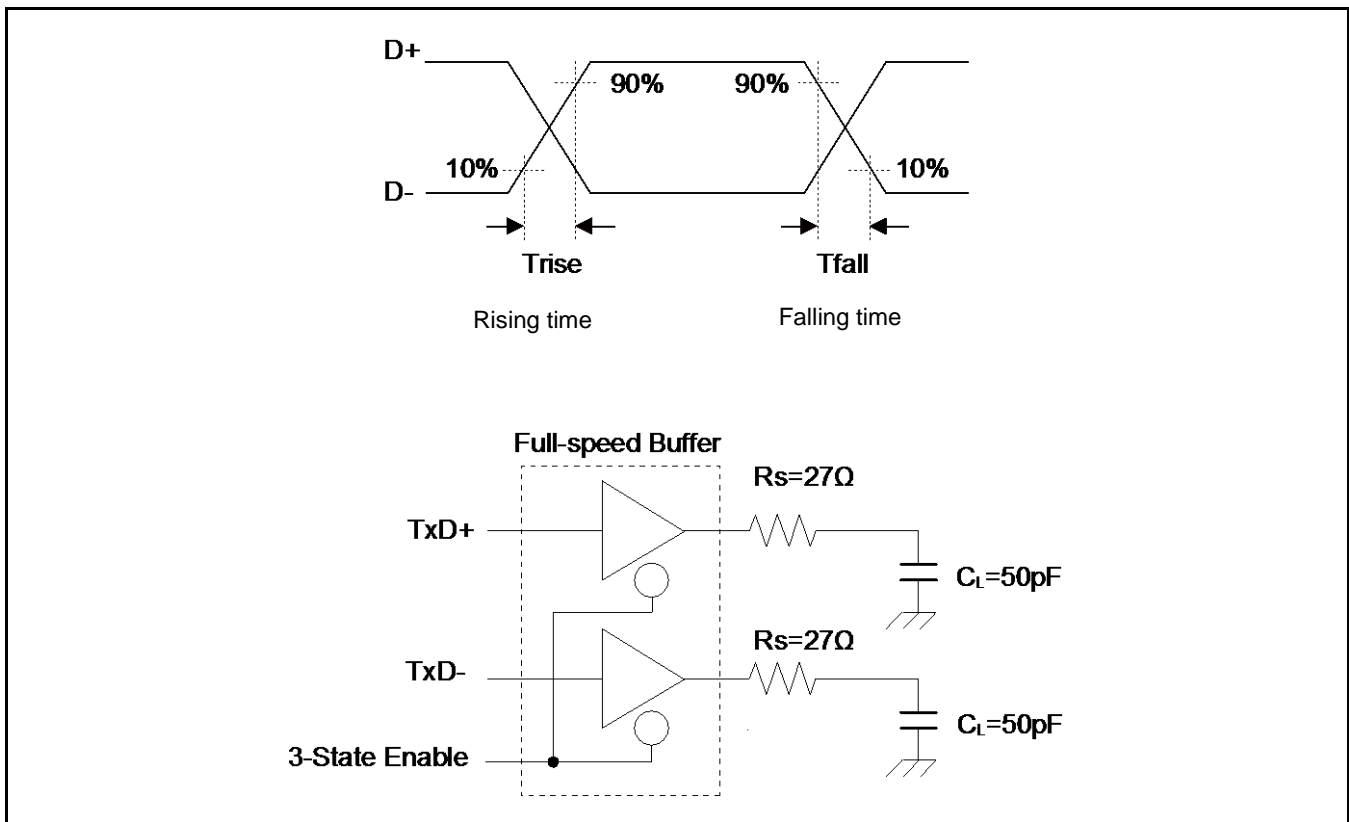 D+
90% 90%
10% 10%
D-
Trise Tfall
Rising time Falling time
Full-speed Buffer
Rs=27Ω
TxD+
CL=50pF
Rs=27Ω
TxD-
CL=50pF
3-State Enable